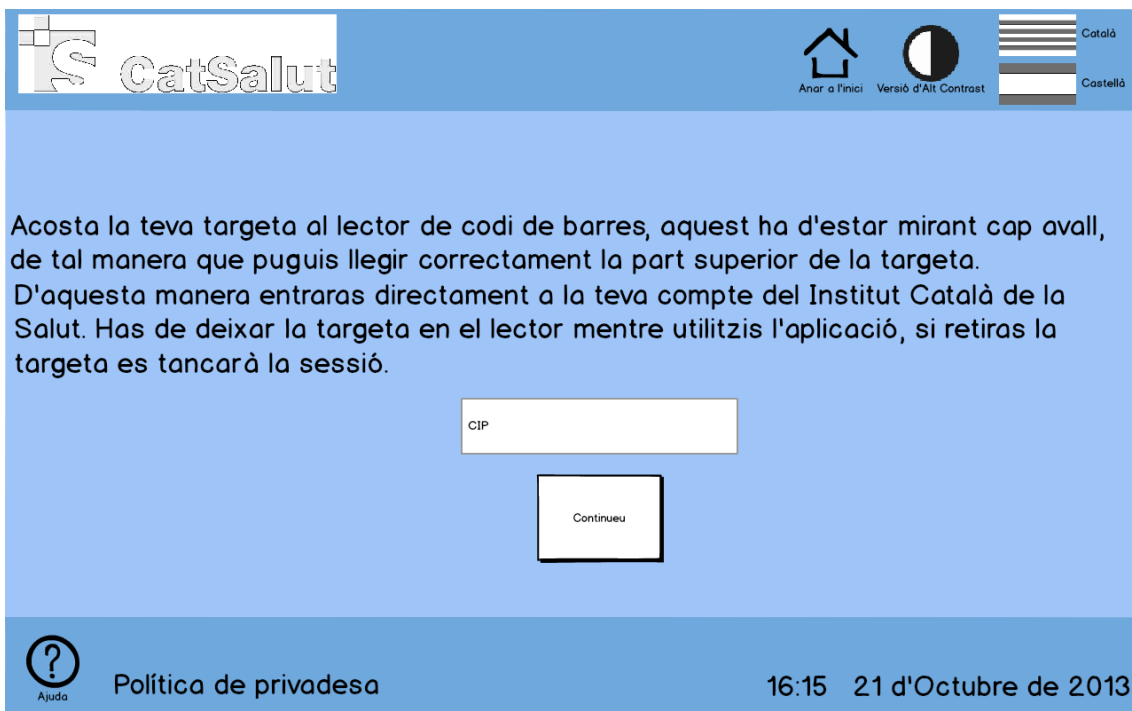 CatSalut
Anar a l'inici
Versió d'Alt Contrast
Català
Castellà
Acosta la teva targeta al lector de codi de barres, aquest ha d'estar mirant cap avall,
de tal manera que puguis llegir correctament la part superior de la targeta.
D'aquesta manera entraras directament a la teva compte del Institut Català de la
Salut. Has de deixar la targeta en el lector mentre utilitzis l'aplicació, si retiras la
targeta es tancarà la sessió.
CIP
Continueu
Ajuda
Política de privadesa
16:15 21 d'Octubre de 2013